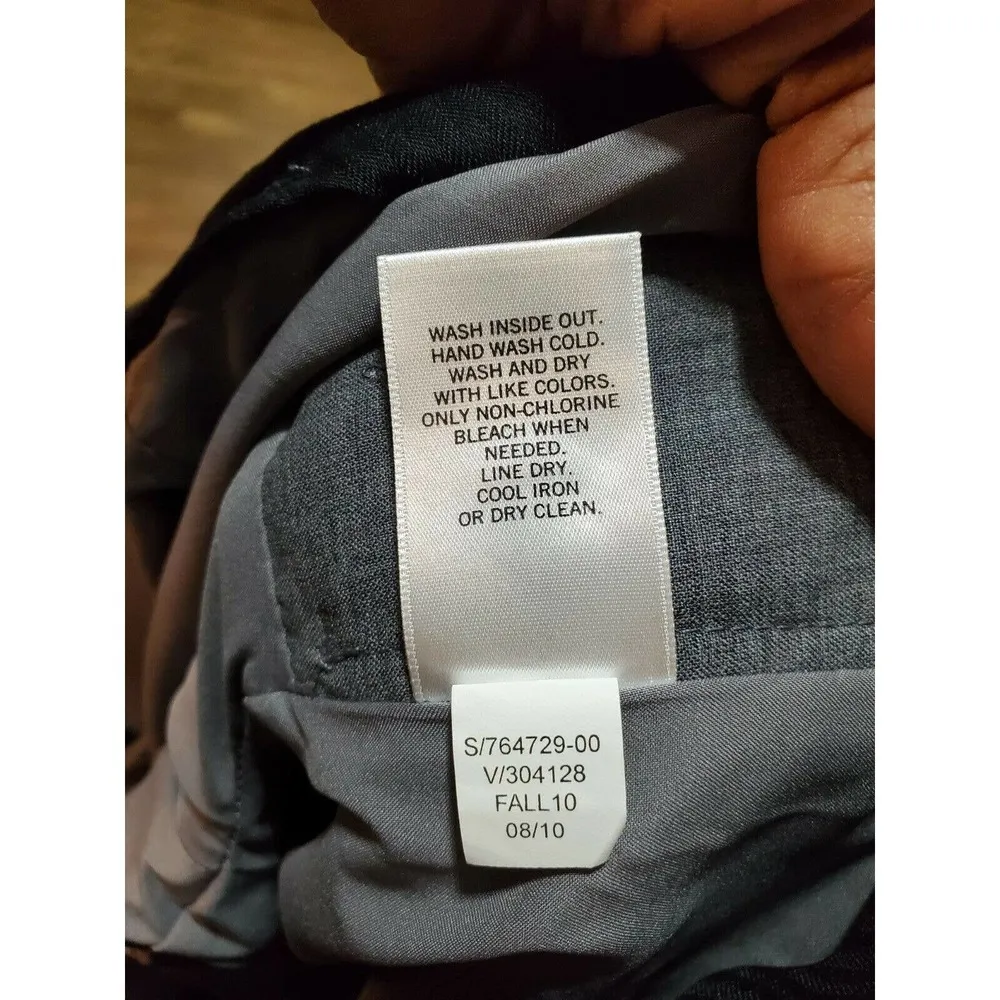 WASH INSIDE OUT.
HAND WASH COLD.
WASH AND DRY
WITH LIKE COLORS.
ONLY NON-CHLORINE
BLEACH WHEN
NEEDED.
LINE DRY.
COOL IRON
OR DRY CLEAN.
S/764729-00
V/304128
FALL10
08/10